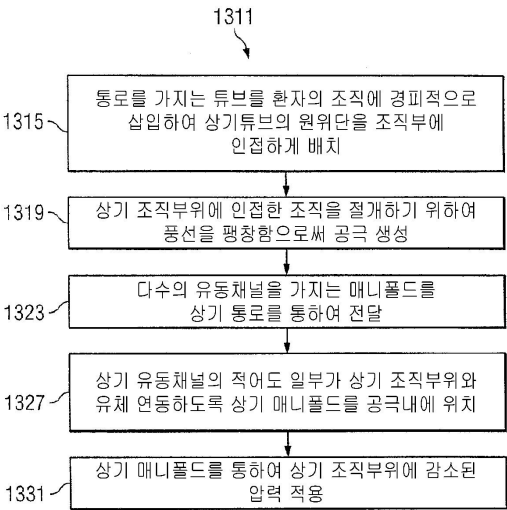 1311
1315
통로를 가지는 튜브를 환자의 조직에 경피적으로
삽입하여 상기튜브의 원위단을 조직부에
인접하게 배치
1319
상기 조직부위에 인접한 조직을 절개하기 위하여
풍선을 팽창함으로써 공극 생성
1323
다수의 유동채널을 가지는 매니폴드를
상기 통로를 통하여 전달
1327
상기 유동채널의 적어도 일부가 상기 조직부위와
유체 연동하도록 상기 매니폴드를 공극내에 위치
1331
상기 매니폴드를 통하여 상기 조직부위에 감소된
압력 적용